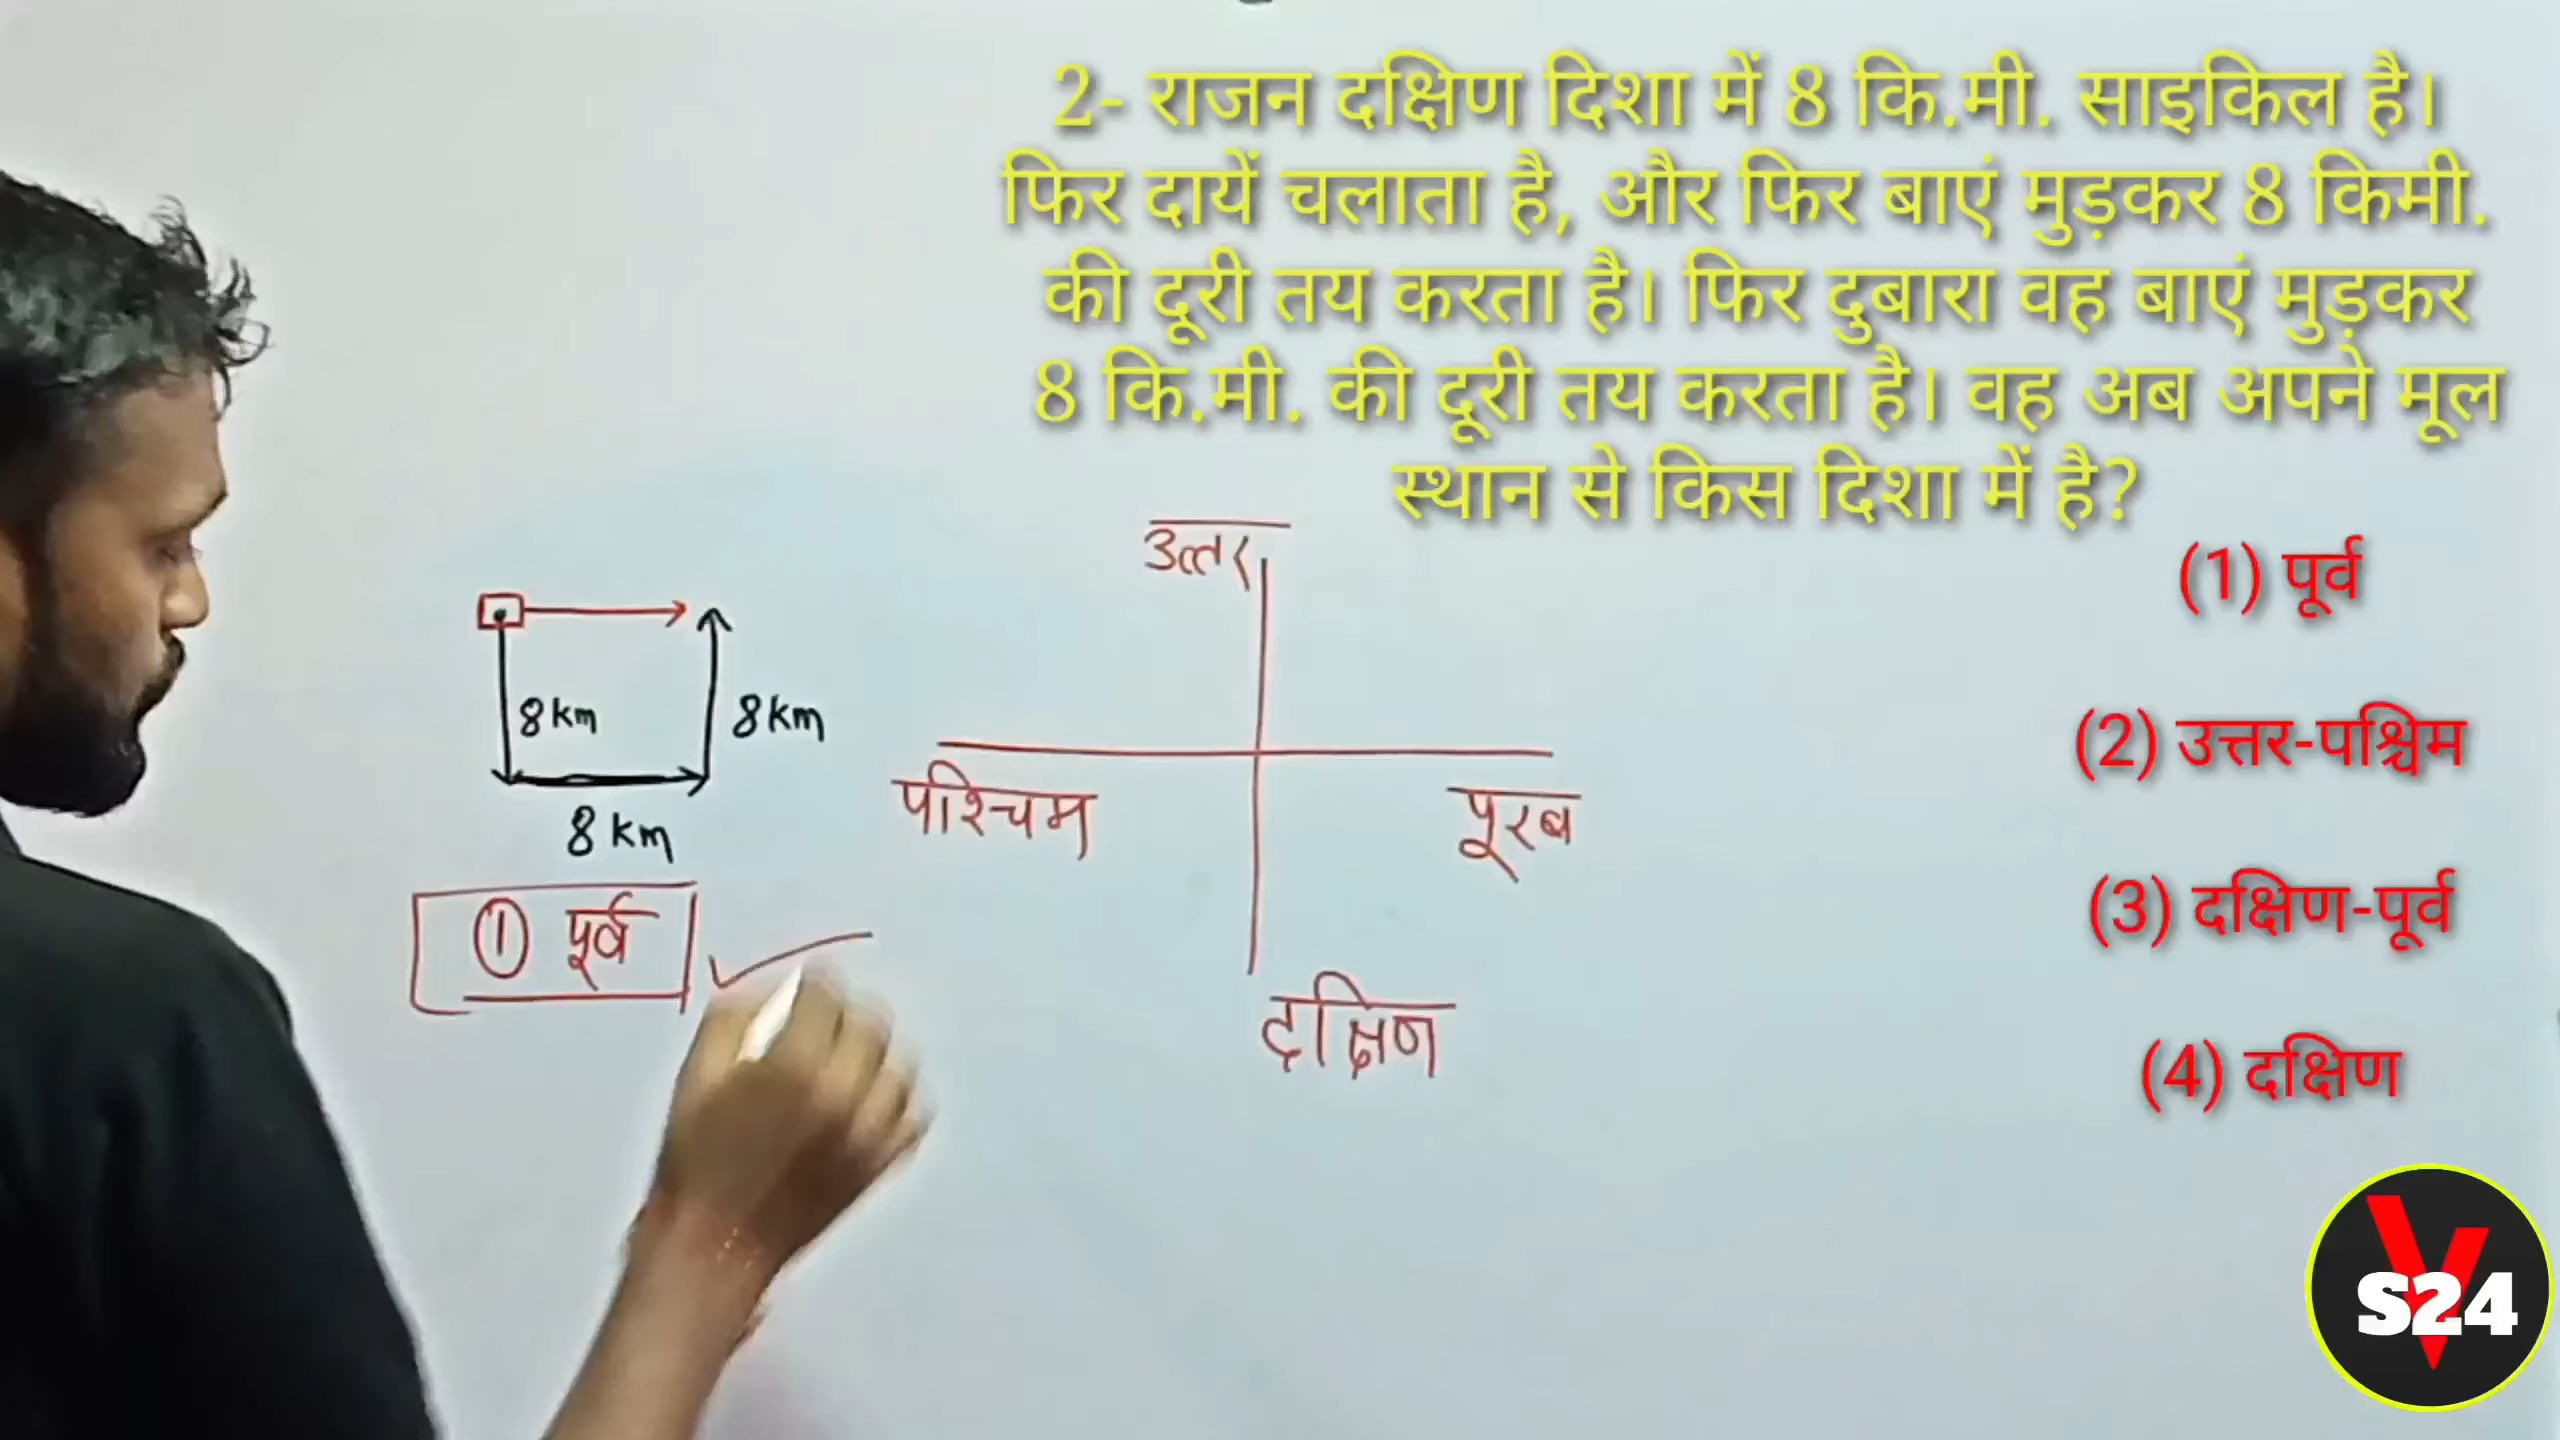 2- राजन दक्षिण दिशा में 8 कि.मी. साइकिल है।
फिर दायें चलाता है, और फिर बाएं मुड़कर 8 किमी.
की दूरी तय करता है। फिर दुबारा वह बाएं मुड़कर
8 कि.मी. की दूरी तय करता है। वह अब अपने मूल
स्थान से किस दिशा में है?
(1) पूर्व
(2) उत्तर-पश्चिम
(3) दक्षिण-पूर्व
(4) दक्षिण
8 km
8 km
8 km
① पूर्व
उत्तर
पश्चिम
पूरब
दक्षिण
VS24